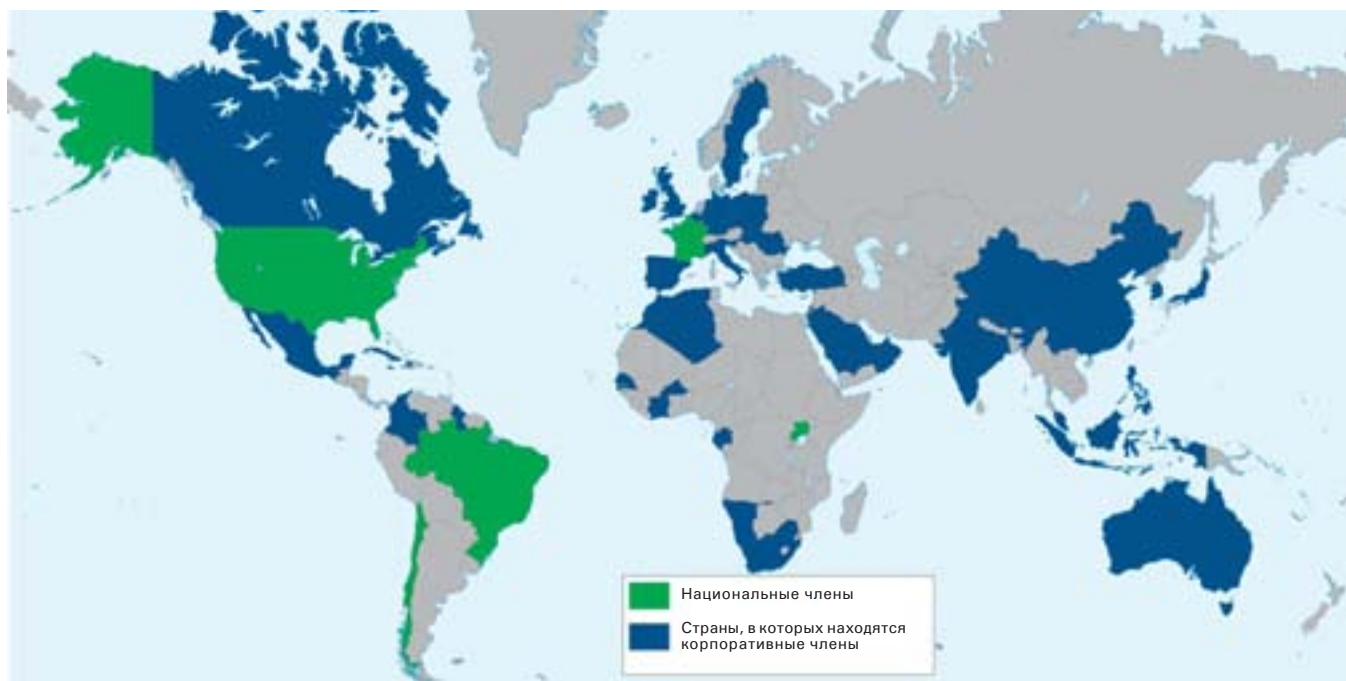 Национальные члены
Страны, в которых находятся
корпоративные члены